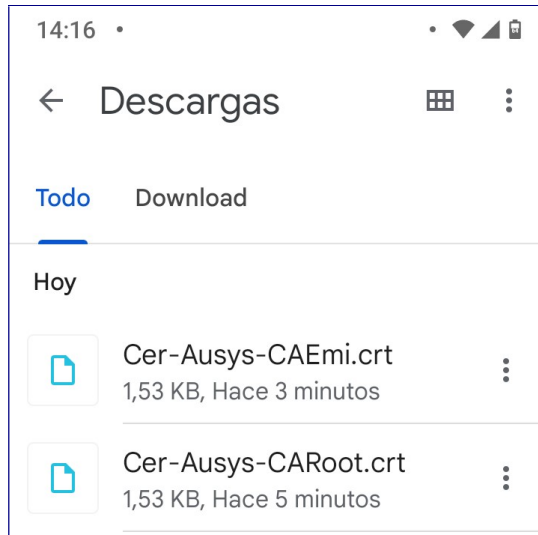 14:16
Descargas
Todo Download
Hoy
Cer-Ausys-CAEmi.crt
1,53 KB, Hace 3 minutos
Cer-Ausys-CARoot.crt
1,53 KB, Hace 5 minutos